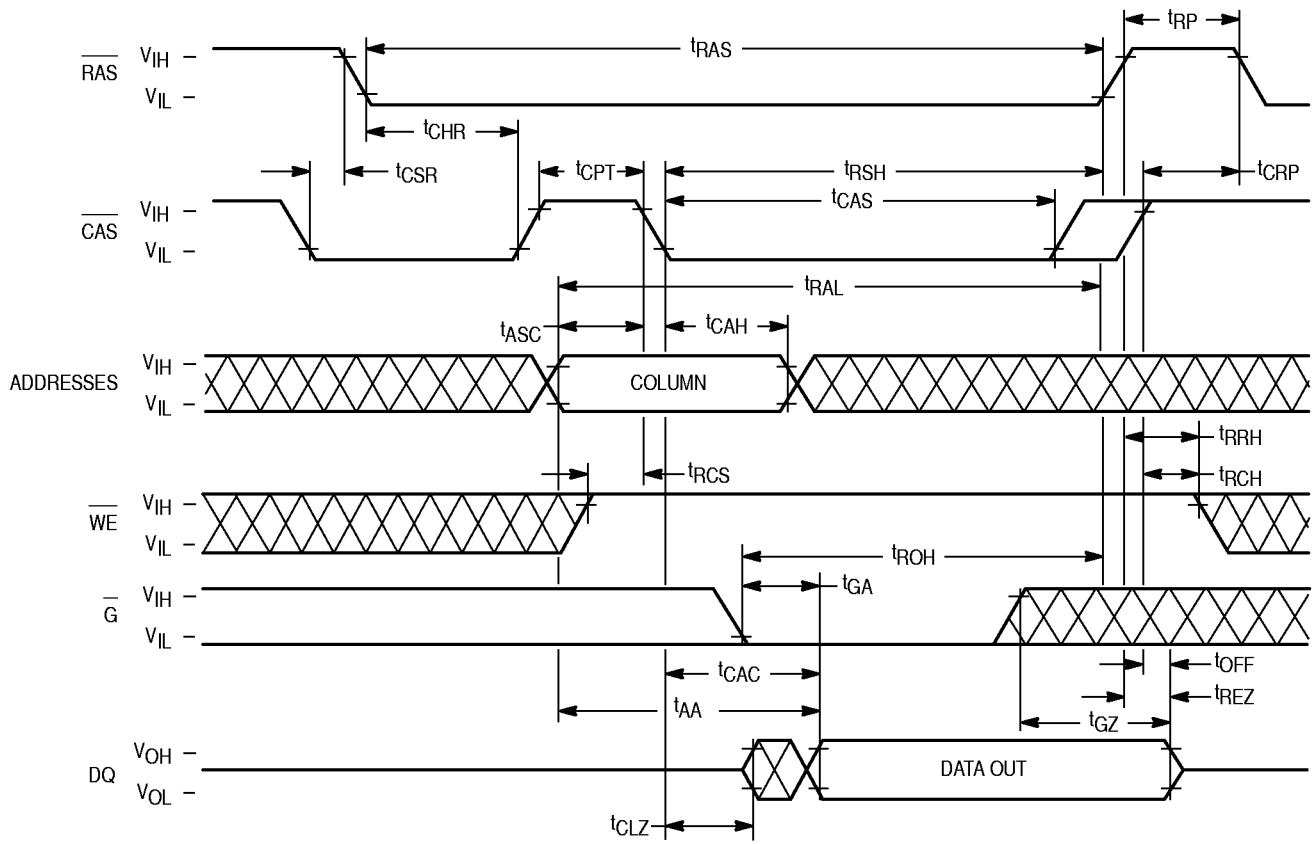 tRP
tRAS
RAS
VIH
VIL
tCHR
tCSR
tCPT
tRSH
tCRP
tCAS
CAS
VIH
VIL
tRAL
tASC
tCAH
ADDRESSES
VIH
VIL
COLUMN
tRRH
tRCS
tRCH
WE
VIH
VIL
tROH
tGA
G
VIH
VIL
tOFF
tCAC
tREZ
tAA
tGZ
DQ
VOH
VOL
DATA OUT
tCLZ